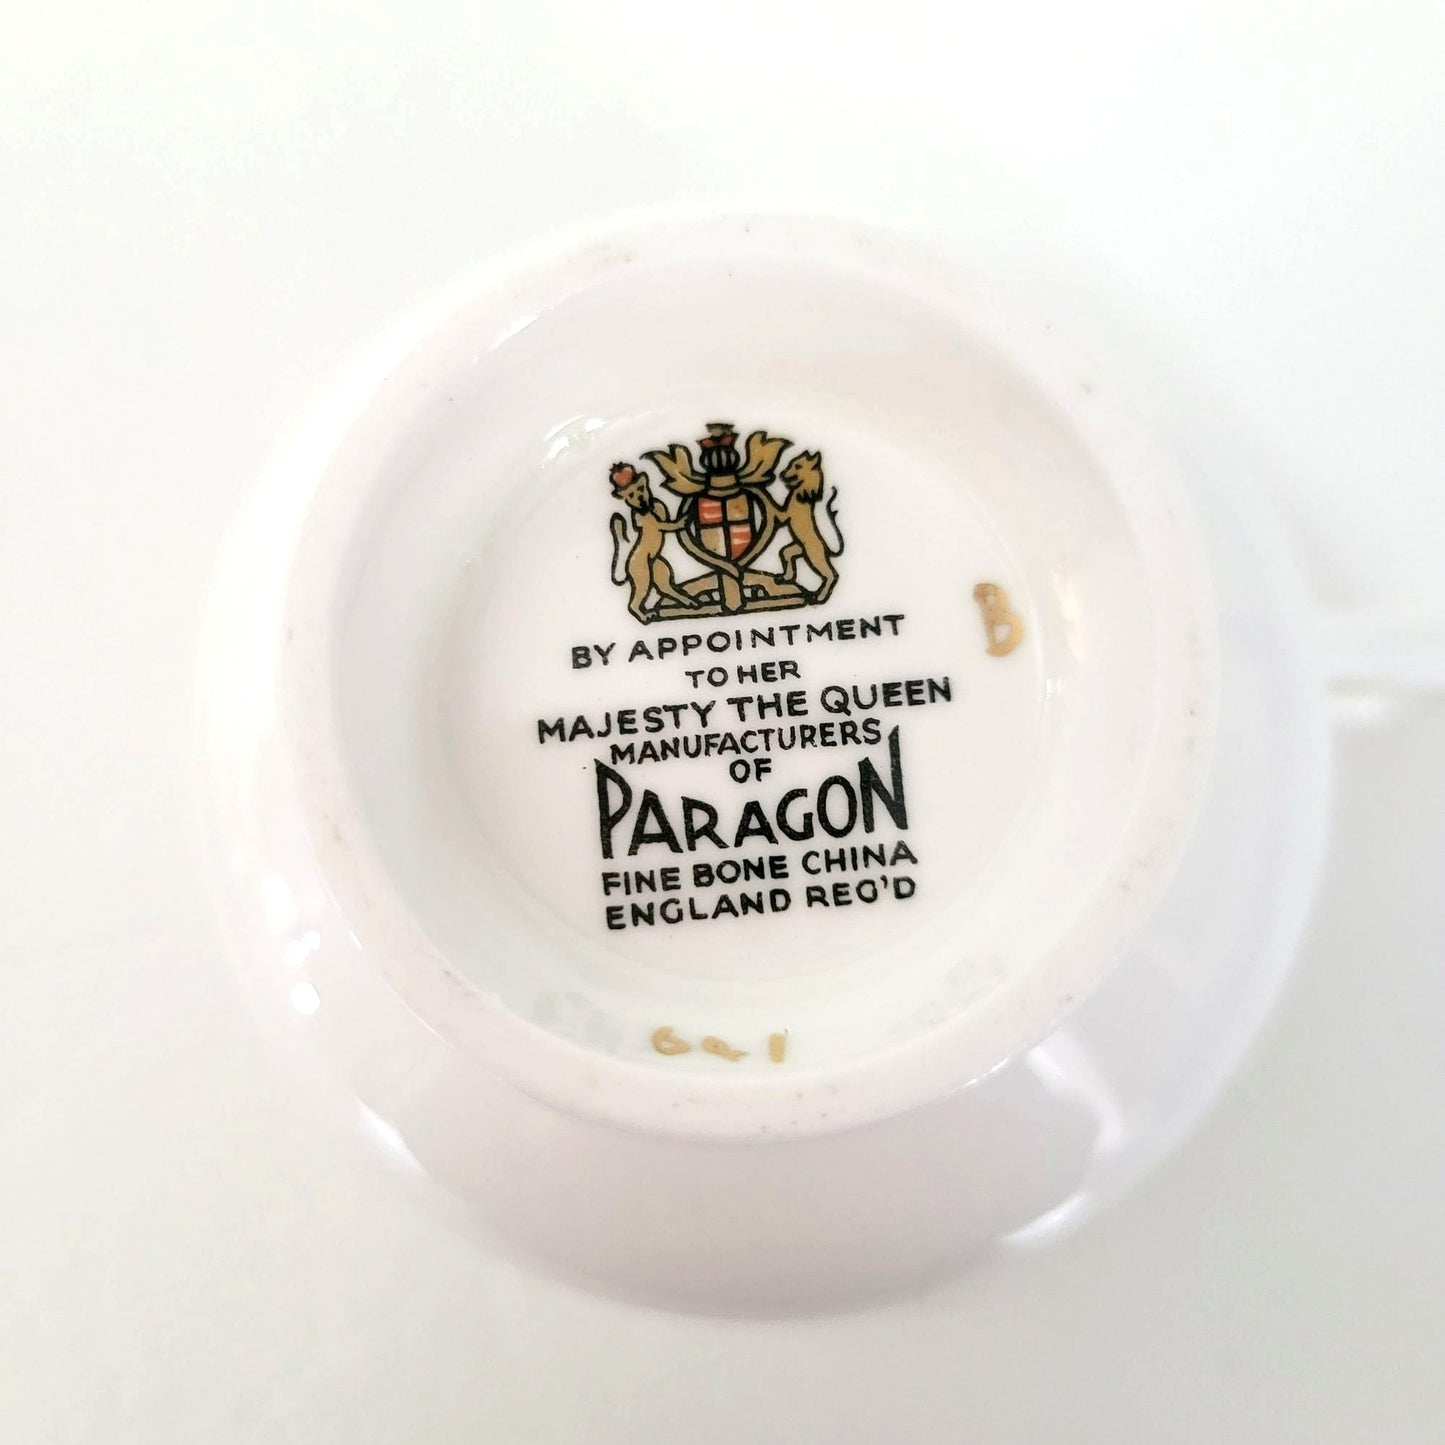 BY APPOINTMENT
TO HER
MAJESTY THE QUEEN
MANUFACTURERS
OF
PARAGON
FINE BONE CHINA
ENGLAND REG'D
B